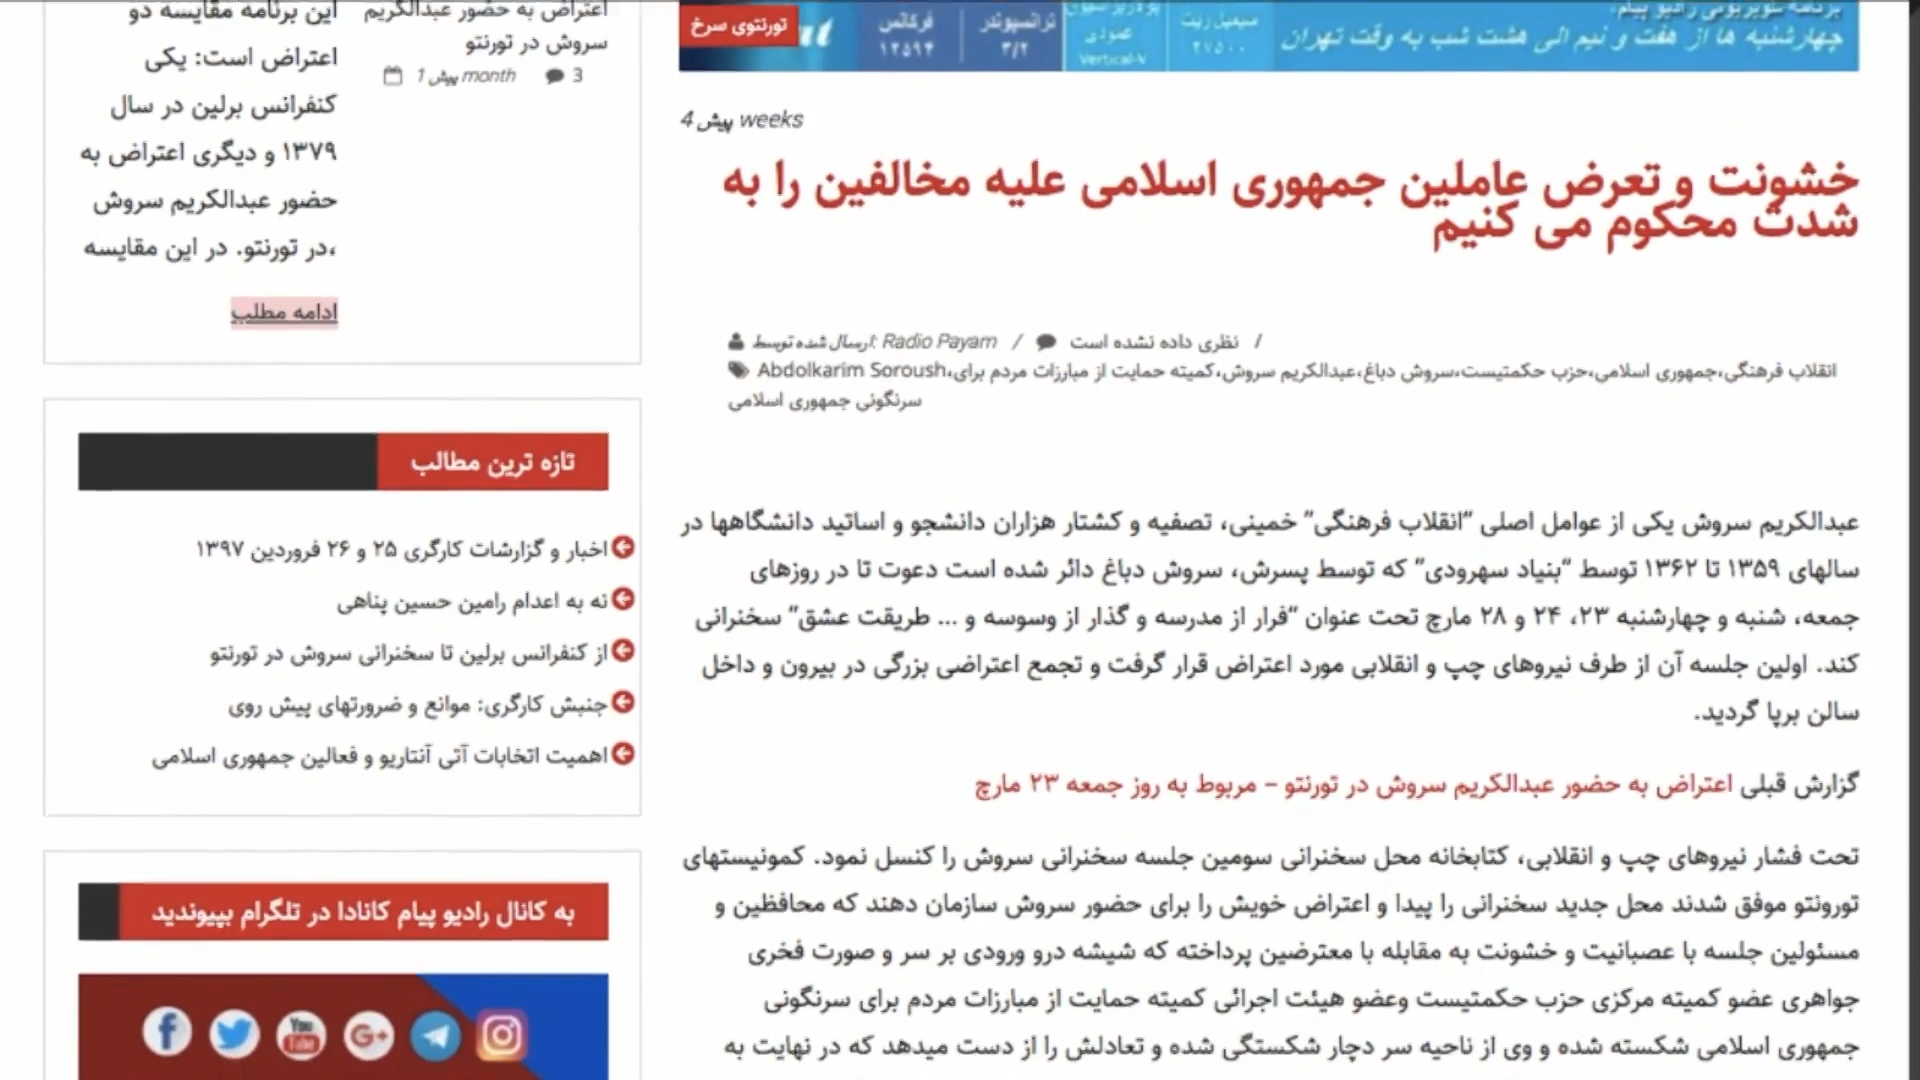 برنامه تلویزیونی رادیو پیام،
چهارشنبه ها از هفت و نیم الی هشت شب به وقت تهران
سیمبل ریت
۲۷۵۰۰
عمودی
Vertical-V
ترانسپوندر
۳/۲
فرکانس
۱۲۵۹۴
تورنتوی سرخ
4 پیش weeks
خشونت و تعرض عاملین جمهوری اسلامی علیه مخالفین را به
شدت محکوم می کنیم
ارسال شده توسط: Radio Payam / نظری داده نشده است /
Abdolkarim Soroush،انقلاب فرهنگی،جمهوری اسلامی،حزب حکمتیست،سروش دباغ،عبدالکریم سروش،کمیته حمایت از مبارزات مردم برای
سرنگونی جمهوری اسلامی
عبدالکریم سروش یکی از عوامل اصلی “انقلاب فرهنگی” خمینی، تصفیه و کشتار هزاران دانشجو و اساتید دانشگاهها در
سالهای ۱۳۵۹ تا ۱۳۶۲ توسط “بنیاد سهرودی” که توسط پسرش، سروش دباغ دائر شده است دعوت تا در روزهای
جمعه، شنبه و چهارشنبه ۲۳، ۲۴ و ۲۸ مارچ تحت عنوان “فرار از مدرسه و گذار از وسوسه و … طریقت عشق” سخنرانی
کند. اولین جلسه آن از طرف نیروهای چپ و انقلابی مورد اعتراض قرار گرفت و تجمع اعتراضی بزرگی در بیرون و داخل
سالن برپا گردید.
گزارش قبلی اعتراض به حضور عبدالکریم سروش در تورنتو – مربوط به روز جمعه ۲۳ مارچ
تحت فشار نیروهای چپ و انقلابی، کتابخانه محل سخنرانی سومین جلسه سخنرانی سروش را کنسل نمود. کمونیستهای
تورونتو موفق شدند محل جدید سخنرانی را پیدا و اعتراض خویش را برای حضور سروش سازمان دهند که محافظین و
مسئولین جلسه با عصبانیت و خشونت به مقابله با معترضین پرداخته که شیشه درو ورودی بر سر و صورت فخری
جواهری عضو کمیته مرکزی حزب حکمتیست وعضو هیئت اجرائی کمیته حمایت از مبارزات مردم برای سرنگونی
جمهوری اسلامی شکسته شده و وی از ناحیه سر دچار شکستگی شده و تعادلش را از دست میدهد که در نهایت به
اعتراض به حضور عبدالکریم
سروش در تورنتو
1 پیش month 3
این برنامه مقایسه دو
اعتراض است: یکی
کنفرانس برلین در سال
۱۳۷۹ و دیگری اعتراض به
حضور عبدالکریم سروش
در تورنتو. در این مقایسه،
ادامه مطلب
تازه ترین مطالب
اخبار و گزارشات کارگری ۲۵ و ۲۶ فروردین ۱۳۹۷
نه به اعدام رامین حسین پناهی
از کنفرانس برلین تا سخنرانی سروش در تورنتو
جنبش کارگری: موانع و ضرورتهای پیش روی
اهمیت اتخابات آتی آنتاریو و فعالین جمهوری اسلامی
به کانال رادیو پیام کانادا در تلگرام بپیوندید
You
Tube
G+